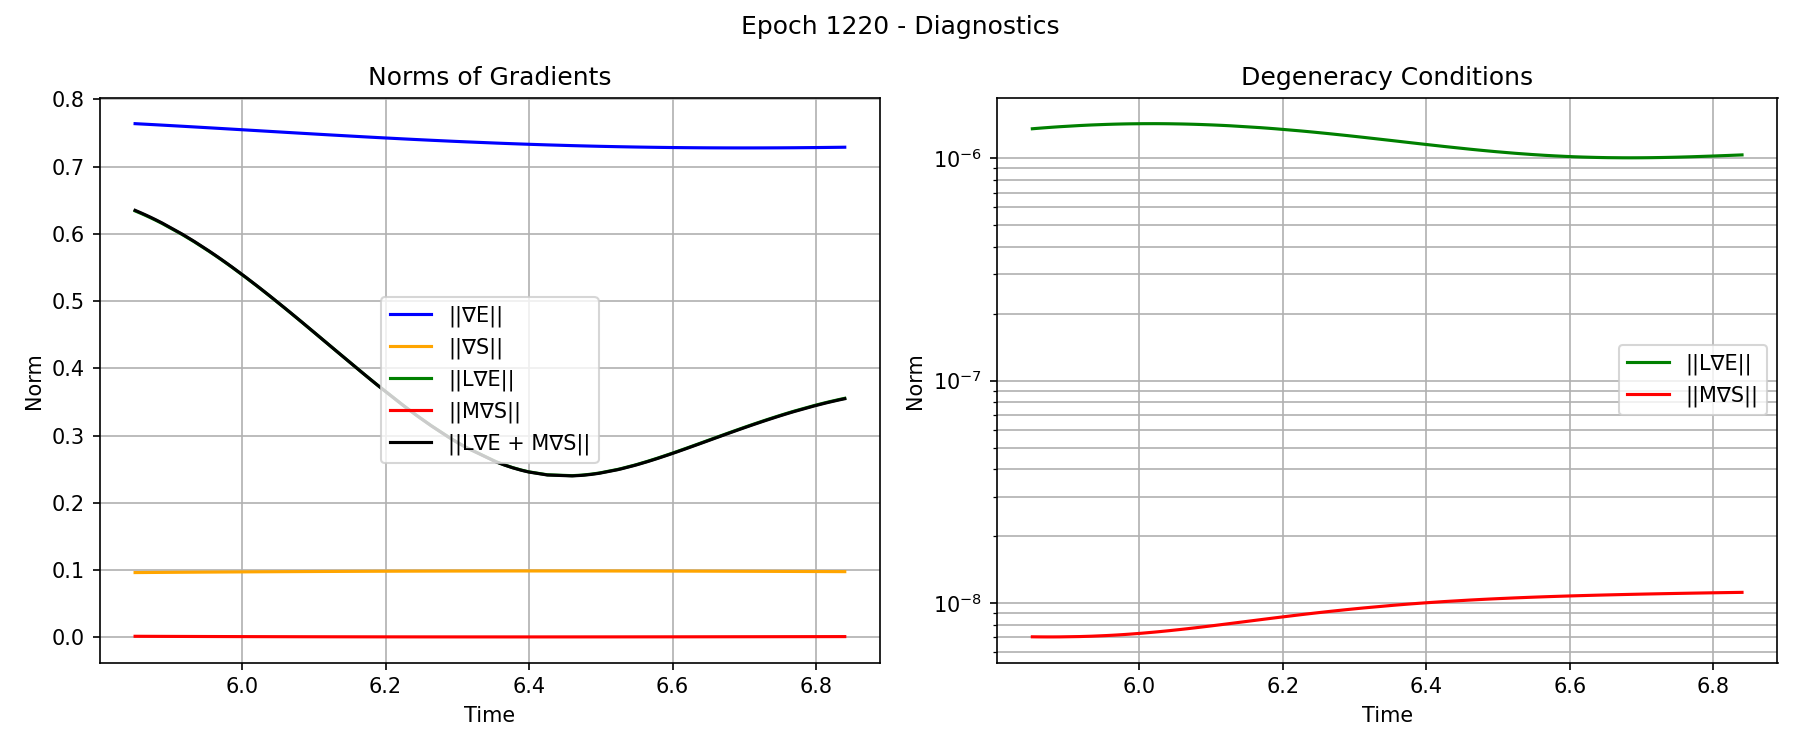 Epoch 1220 - Diagnostics
Norms of Gradients
Norm
0.8
0.7
0.6
0.5
0.4
0.3
0.2
0.1
0.0
||∇E||
||∇S||
||L∇E||
||M∇S||
||L∇E + M∇S||
6.0 6.2 6.4 6.6 6.8
Time
Degeneracy Conditions
Norm
10⁻⁶
10⁻⁷
10⁻⁸
||L∇E||
||M∇S||
6.0 6.2 6.4 6.6 6.8
Time